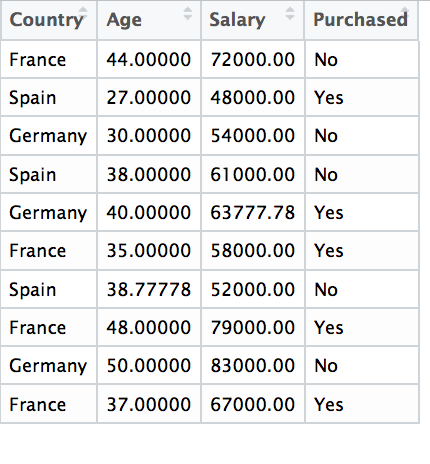 Country Age Salary Purchased
France 44.00000 72000.00 No
Spain 27.00000 48000.00 Yes
Germany 30.00000 54000.00 No
Spain 38.00000 61000.00 No
Germany 40.00000 63777.78 Yes
France 35.00000 58000.00 Yes
Spain 38.77778 52000.00 No
France 48.00000 79000.00 Yes
Germany 50.00000 83000.00 No
France 37.00000 67000.00 Yes